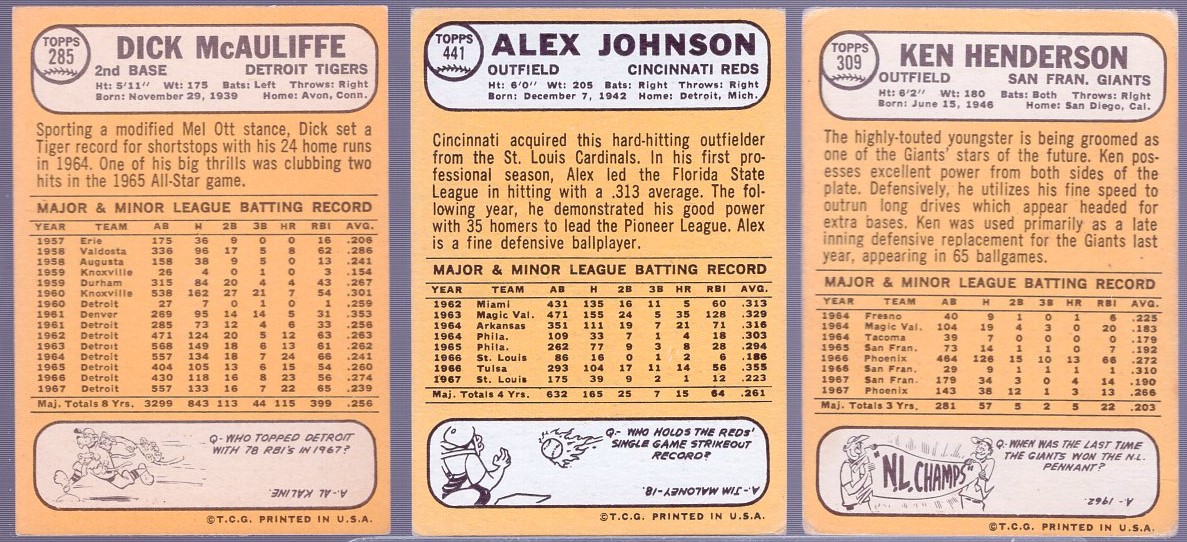 TOPPS
285
DICK McAULIFFE
2nd BASE DETROIT TIGERS
Ht: 5'11" Wt: 175 Bats: Left Throws: Right
Born: November 29, 1939 Home: Avon, Conn.
Sporting a modified Mel Ott stance, Dick set a
Tiger record for shortstops with his 24 home runs
in 1964. One of his big thrills was clubbing two
hits in the 1965 All-Star game.
MAJOR & MINOR LEAGUE BATTING RECORD
YEAR TEAM AB H 2B 3B HR RBI AVG.
1957 Erie 175 36 9 0 0 16 .206
1958 Valdosta 336 96 17 5 8 62 .286
1958 Augusta 158 38 9 5 0 13 .241
1959 Knoxville 26 4 0 1 0 3 .154
1959 Durham 315 84 20 4 4 43 .267
1960 Knoxville 538 162 27 21 7 54 .301
1960 Detroit 27 7 0 1 0 1 .259
1961 Denver 269 95 14 14 5 31 .353
1961 Detroit 285 73 12 4 6 33 .256
1962 Detroit 471 124 20 5 12 63 .263
1963 Detroit 568 149 18 6 13 61 .262
1964 Detroit 557 134 18 7 24 66 .241
1965 Detroit 404 105 13 6 15 54 .260
1966 Detroit 430 118 16 8 23 56 .274
1967 Detroit 557 133 16 7 22 65 .239
Maj. Totals 8 Yrs. 3299 843 113 44 115 399 .256
Q-WHO TOPPED DETROIT
WITH 78 RBI'S IN 1967?
A-AL KALINE
©T.C.G. PRINTED IN U.S.A.
TOPPS
441
ALEX JOHNSON
OUTFIELD CINCINNATI REDS
Ht: 6'0" Wt: 205 Bats: Right Throws: Right
Born: December 7, 1942 Home: Detroit, Mich.
Cincinnati acquired this hard-hitting outfielder
from the St. Louis Cardinals. In his first pro-
fessional season, Alex led the Florida State
League in hitting with a .313 average. The fol-
lowing year, he demonstrated his good power
with 35 homers to lead the Pioneer League. Alex
is a fine defensive ballplayer.
MAJOR & MINOR LEAGUE BATTING RECORD
YEAR TEAM AB H 2B 3B HR RBI AVG.
1962 Miami 431 135 16 11 5 60 .313
1963 Magic Val. 471 155 24 5 35 128 .329
1964 Arkansas 351 111 19 7 21 71 .316
1964 Phila. 109 33 7 1 4 18 .303
1965 Phila. 262 77 9 3 8 28 .294
1966 St. Louis 86 16 0 1 2 6 .186
1966 Tulsa 293 104 17 11 14 56 .355
1967 St. Louis 175 39 9 2 1 12 .223
Maj. Totals 4 Yrs. 632 165 25 7 15 64 .261
Q- WHO HOLDS THE REDS'
SINGLE GAME STRIKEOUT
RECORD?
A-JIM MALONEY-18.
©T.C.G. PRINTED IN U.S.A.
TOPPS
309
KEN HENDERSON
OUTFIELD SAN FRAN. GIANTS
Ht: 6'2" Wt: 180 Bats: Both Throws: Right
Born: June 15, 1946 Home: San Diego, Cal.
The highly-touted youngster is being groomed as
one of the Giants' stars of the future. Ken pos-
esses excellent power from both sides of the
plate. Defensively, he utilizes his fine speed to
outrun long drives which appear headed for
extra bases. Ken was used primarily as a late
inning defensive replacement for the Giants last
year, appearing in 65 ballgames.
MAJOR & MINOR LEAGUE BATTING RECORD
YEAR TEAM AB H 2B 3B HR RBI AVG.
1964 Fresno 40 9 1 0 1 6 .225
1964 Magic Val. 104 19 4 3 0 20 .183
1964 Tacoma 39 7 0 0 0 0 .179
1965 San Fran. 73 14 1 1 0 7 .192
1966 Phoenix 464 126 15 10 13 66 .272
1966 San Fran. 29 9 1 1 1 1 .310
1967 San Fran. 179 34 3 0 4 14 .190
1967 Phoenix 143 38 12 1 3 13 .266
Maj. Totals 3 Yrs. 281 57 5 2 5 22 .203
"N.L. CHAMPS"
Q-WHEN WAS THE LAST TIME
THE GIANTS WON THE N.L.
PENNANT?
A- 1962.
©T.C.G. PRINTED IN U.S.A.